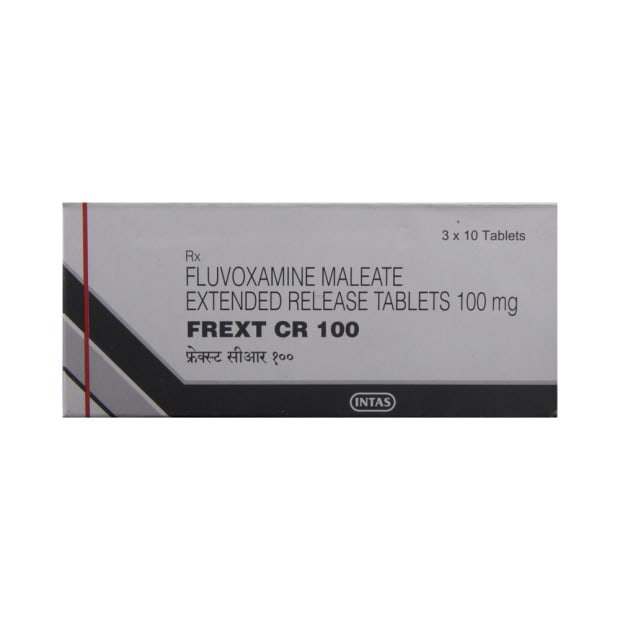 3 x 10 Tablets
Rx
FLUVOXAMINE MALEATE
EXTENDED RELEASE TABLETS 100 mg
FREXT CR 100
फ्रेक्स्ट सीआर १००
INTAS